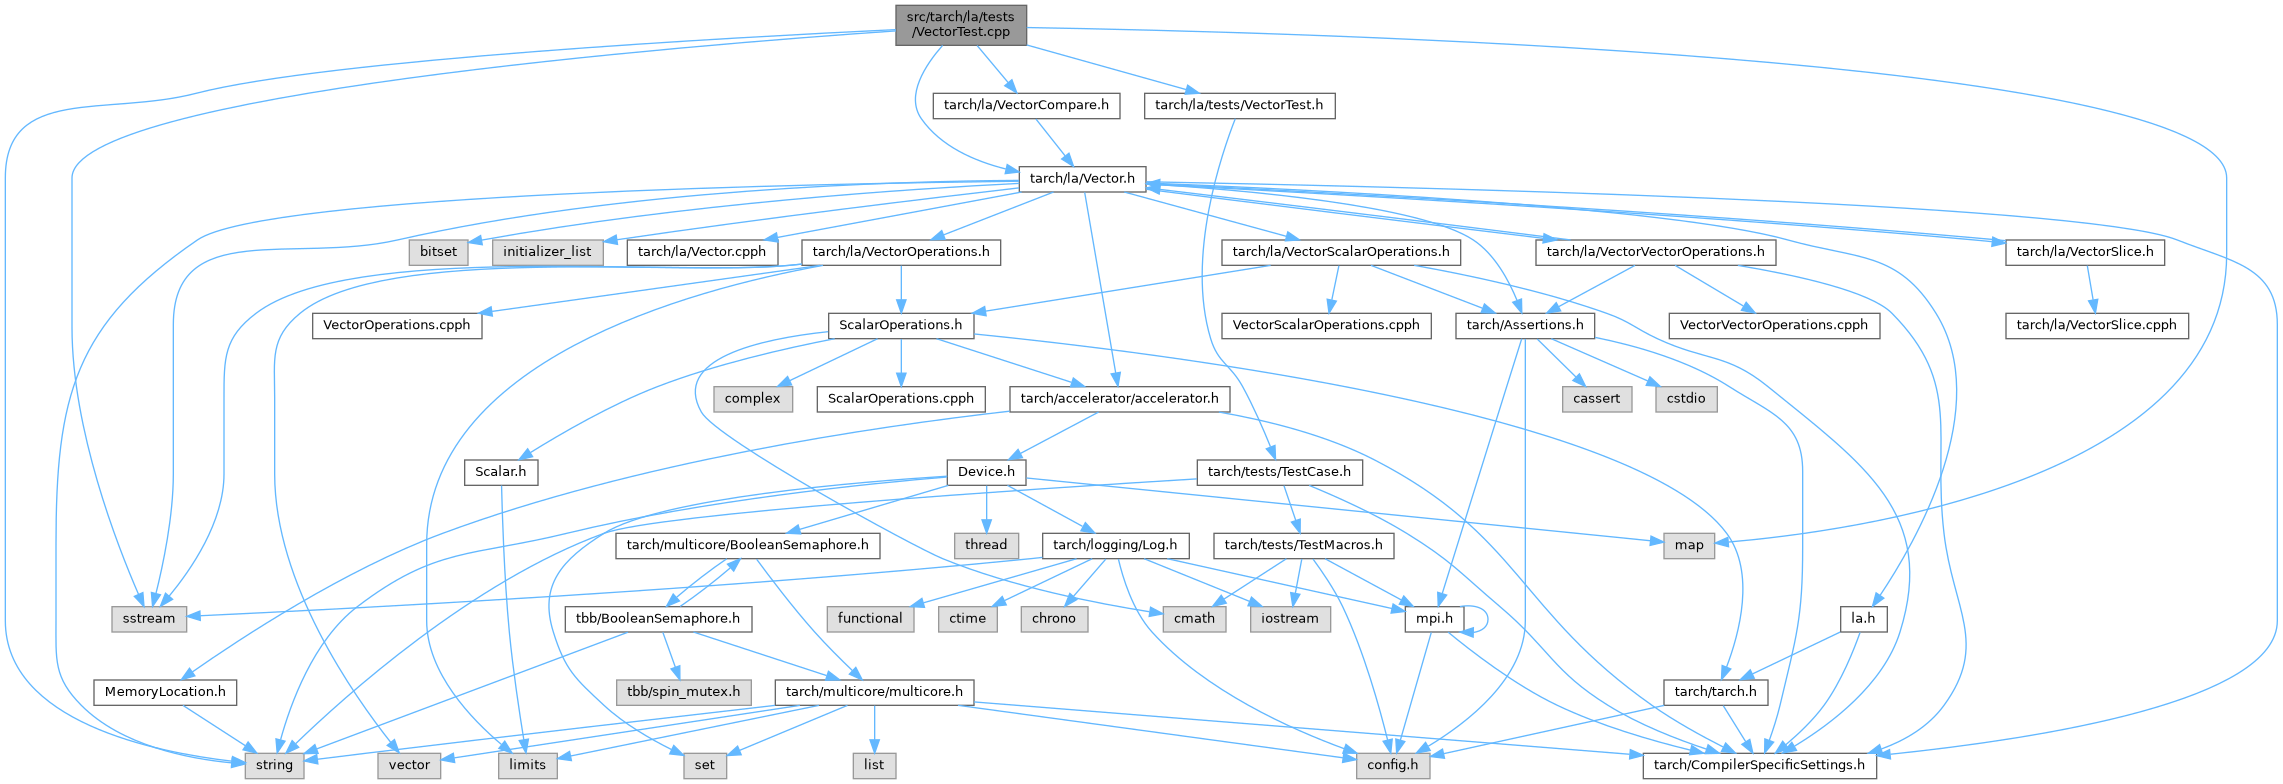 src/tarch/la/tests
/VectorTest.cpp
tarch/la/VectorCompare.h
tarch/la/tests/VectorTest.h
tarch/la/Vector.h
bitset
initializer_list
tarch/la/Vector.cpph
tarch/la/VectorOperations.h
tarch/la/VectorScalarOperations.h
tarch/la/VectorVectorOperations.h
tarch/la/VectorSlice.h
VectorOperations.cpph
ScalarOperations.h
VectorScalarOperations.cpph
tarch/Assertions.h
VectorVectorOperations.cpph
tarch/la/VectorSlice.cpph
complex
ScalarOperations.cpph
tarch/accelerator/accelerator.h
cassert
cstdio
Scalar.h
Device.h
tarch/tests/TestCase.h
tarch/multicore/BooleanSemaphore.h
thread
tarch/logging/Log.h
tarch/tests/TestMacros.h
map
sstream
tbb/BooleanSemaphore.h
functional
ctime
chrono
cmath
iostream
mpi.h
la.h
MemoryLocation.h
tbb/spin_mutex.h
tarch/multicore/multicore.h
tarch/tarch.h
string
vector
limits
set
list
config.h
tarch/CompilerSpecificSettings.h